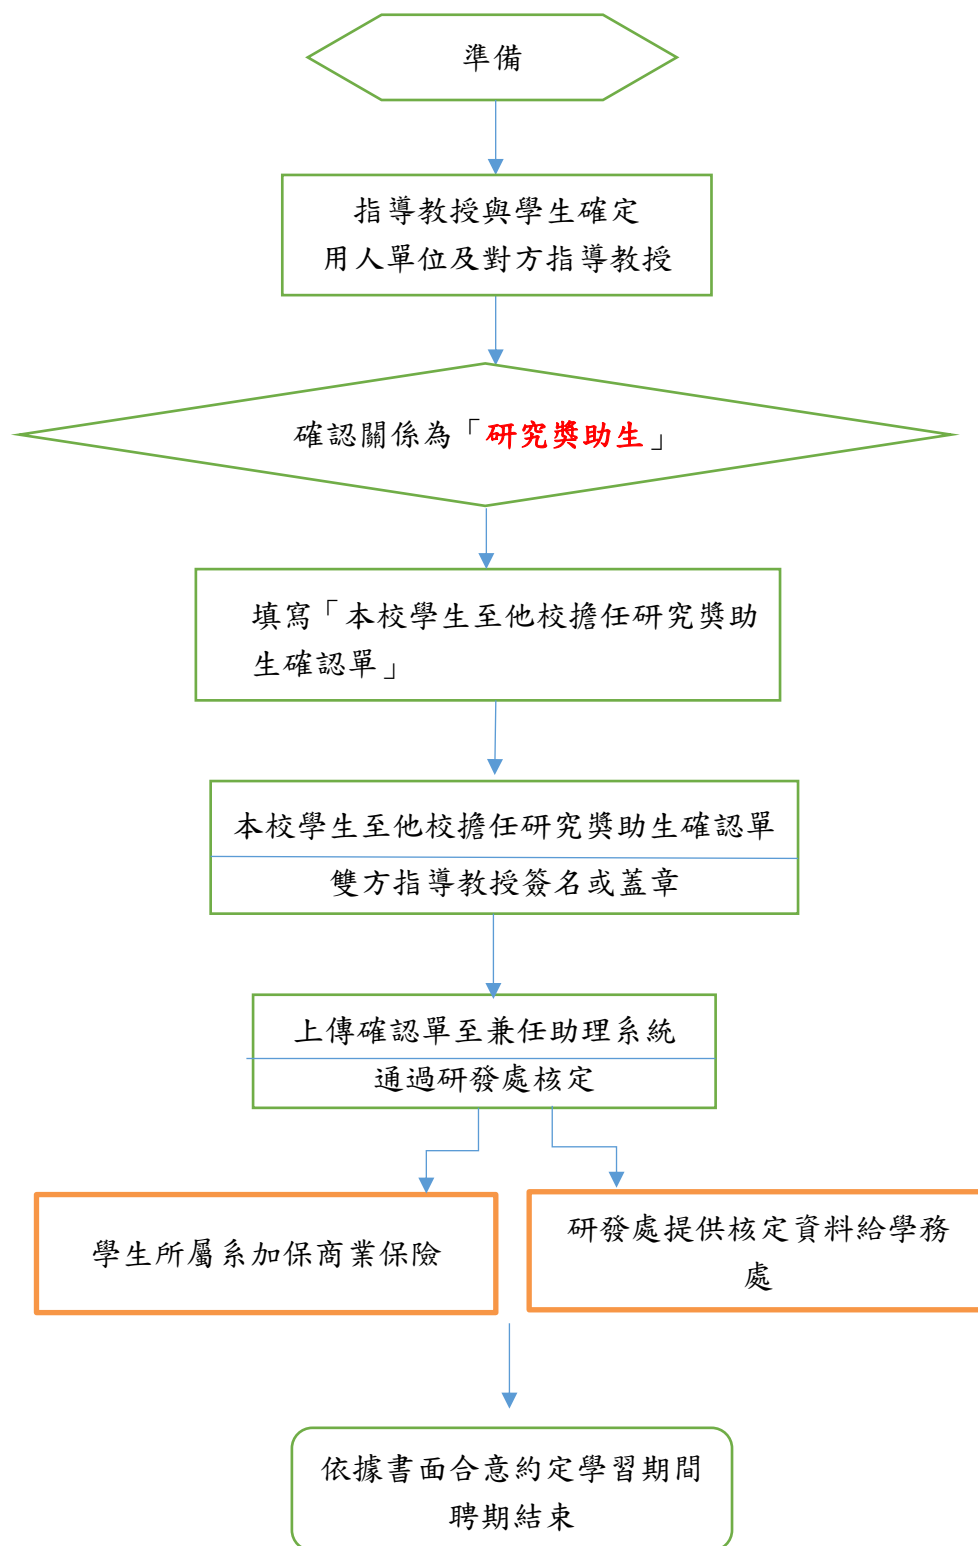 準備
指導教授與學生確定
用人單位及對方指導教授
確認關係為「研究獎助生」
填寫「本校學生至他校擔任研究獎助
生確認單」
本校學生至他校擔任研究獎助生確認單
雙方指導教授簽名或蓋章
上傳確認單至兼任助理系統
通過研發處核定
學生所屬系加保商業保險
研發處提供核定資料給學務
處
依據書面合意約定學習期間
聘期結束